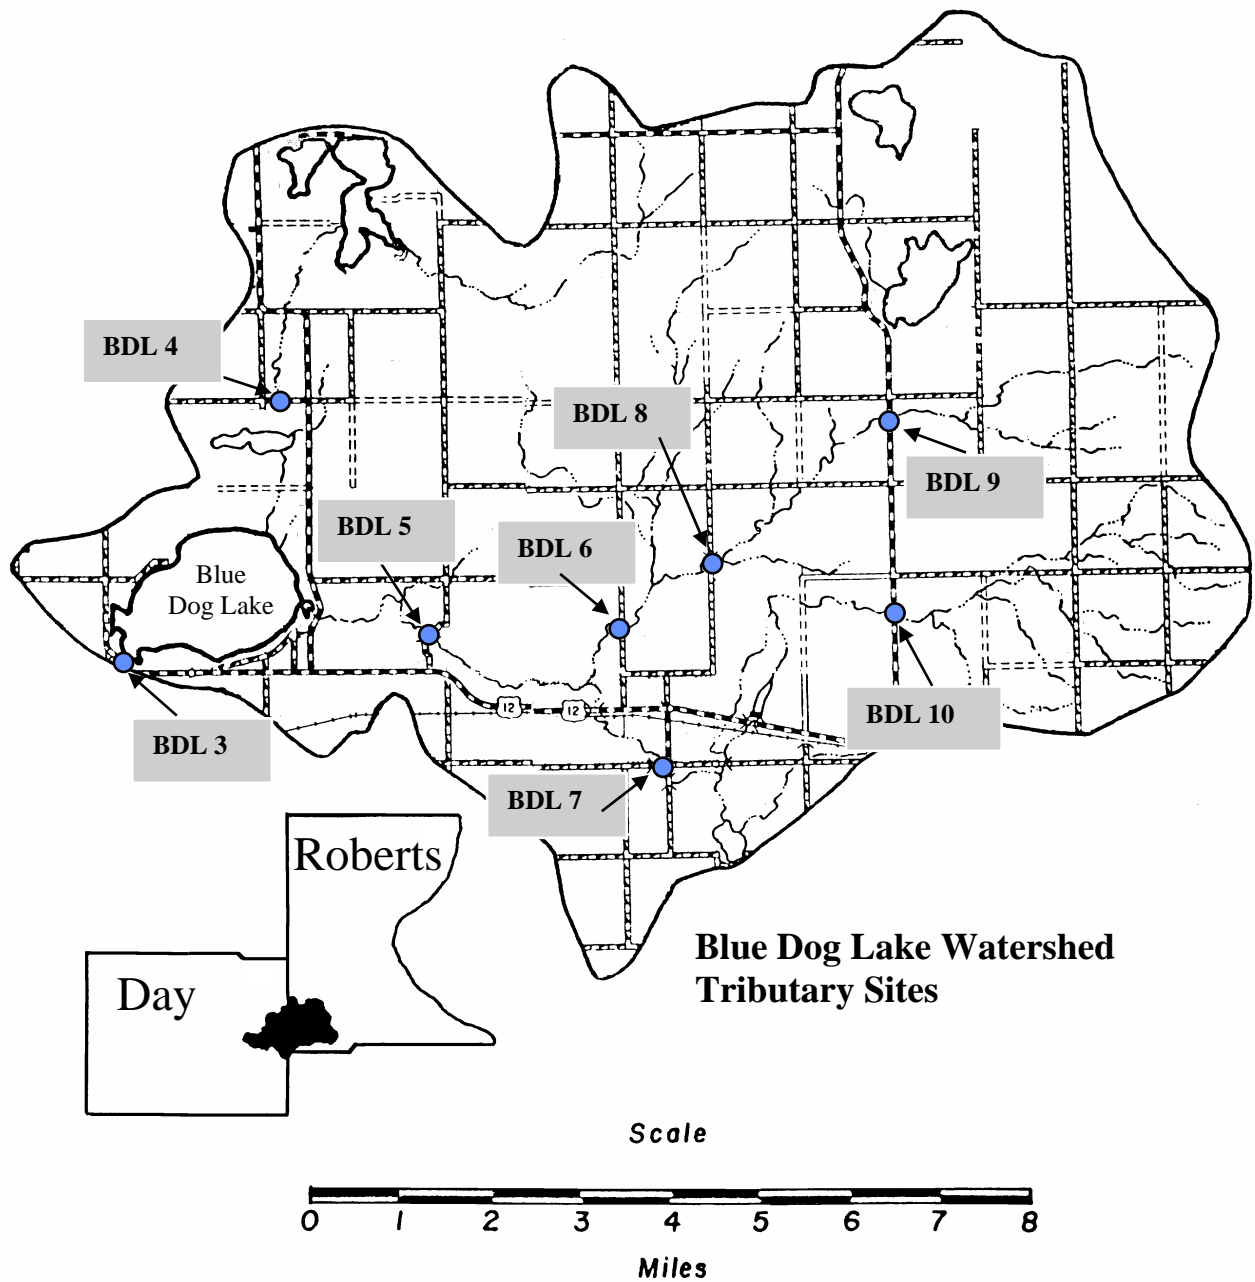 BDL 4
BDL 8
BDL 9
BDL 5
BDL 6
Blue
Dog Lake
12
12
BDL 10
BDL 3
BDL 7
Roberts
Day
Blue Dog Lake Watershed
Tributary Sites
Scale
0 1 2 3 4 5 6 7 8
Miles